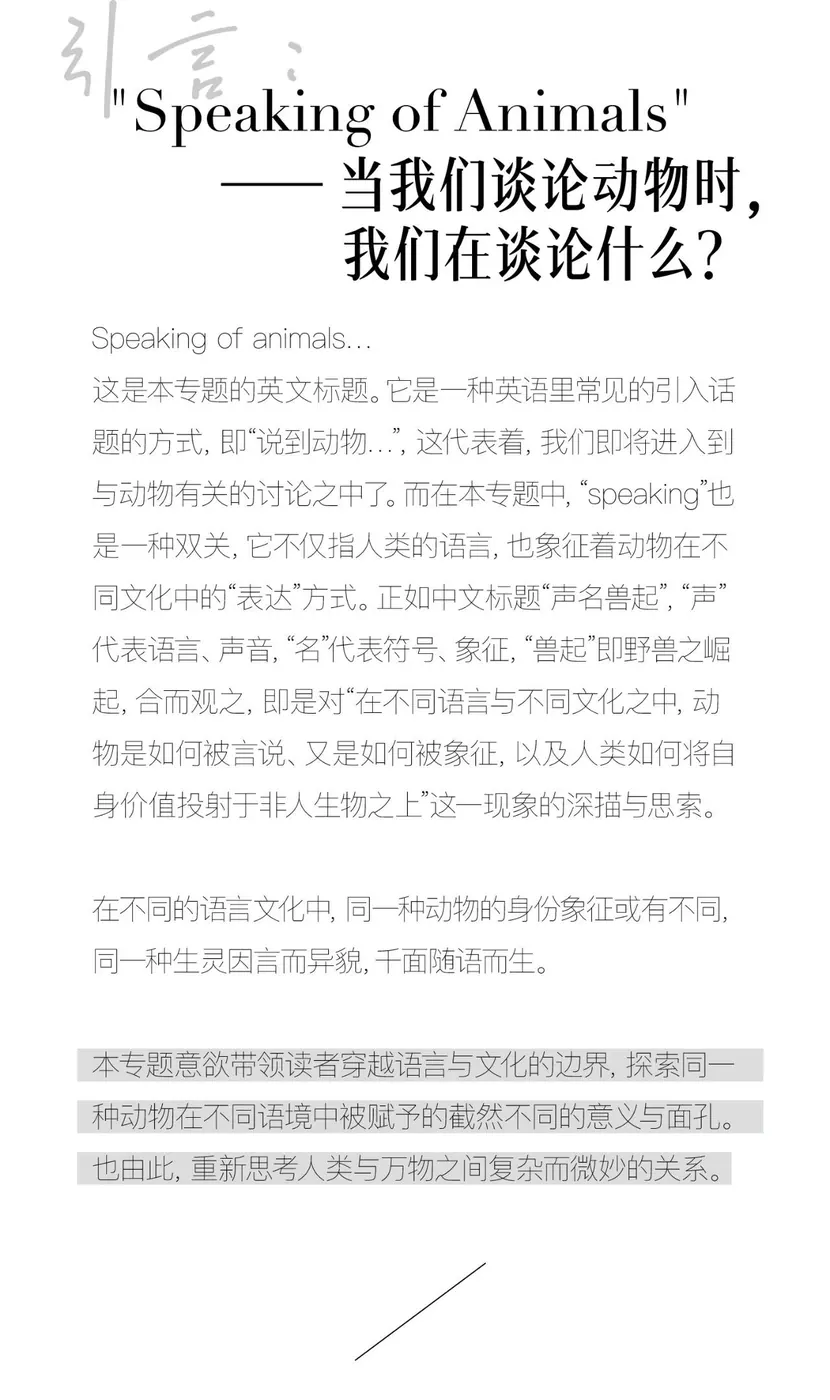 引言：
"Speaking of Animals"
—— 当我们谈论动物时，
我们在谈论什么？
Speaking of animals...
这是本专题的英文标题。它是一种英语里常见的引入话
题的方式，即“说到动物...”，这代表着，我们即将进入到
与动物有关的讨论之中了。而在本专题中，“speaking”也
是一种双关，它不仅指人类的语言，也象征着动物在不
同文化中的“表达”方式。正如中文标题“声名兽起”，“声”
代表语言、声音，“名”代表符号、象征，“兽起”即野兽之崛
起，合而观之，即是对“在不同语言与不同文化之中，动
物是如何被言说、又是如何被象征，以及人类如何将自
身价值投射于非人生物之上”这一现象的深描与思索。
在不同的语言文化中，同一种动物的身份象征或有不同，
同一种生灵因言而异貌，千面随语而生。
本专题意欲带领读者穿越语言与文化的边界，探索同一
种动物在不同语境中被赋予的截然不同的意义与面孔。
也由此，重新思考人类与万物之间复杂而微妙的关系。